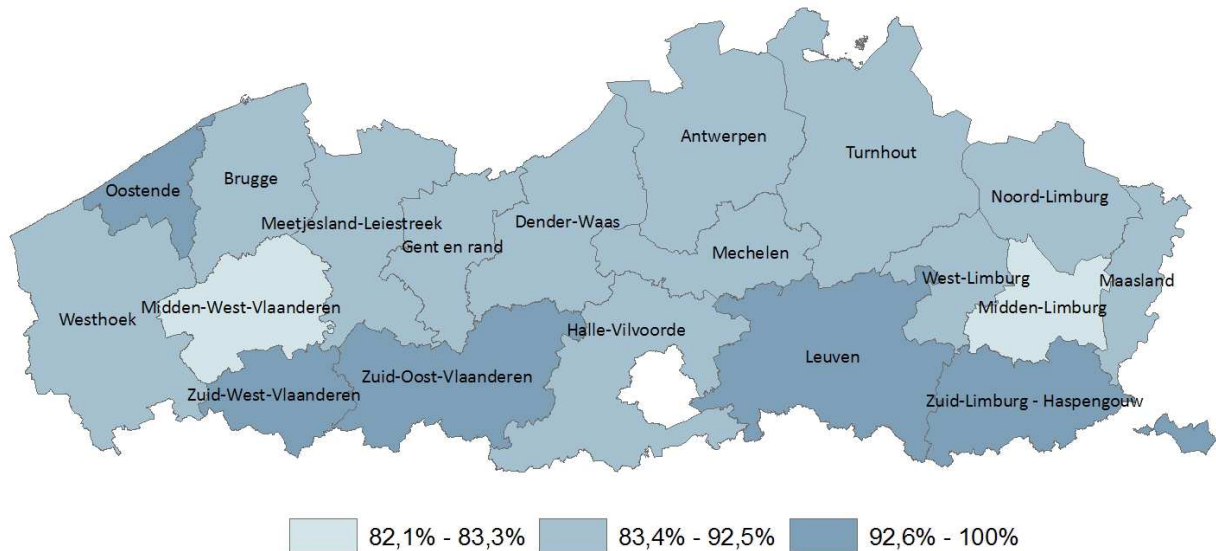 Antwerpen
Turnhout
Oostende
Brugge
Noord-Limburg
Meetjesland-Leiestreek
Dender-Waas
Gent en rand
Mechelen
West-Limburg
Maasland
Midden-West-Vlaanderen
Midden-Limburg
Westhoek
Halle-Vilvoorde
Leuven
Zuid-Oost-Vlaanderen
Zuid-West-Vlaanderen
Zuid-Limburg - Haspengouw
82,1% - 83,3%
83,4% - 92,5%
92,6% - 100%